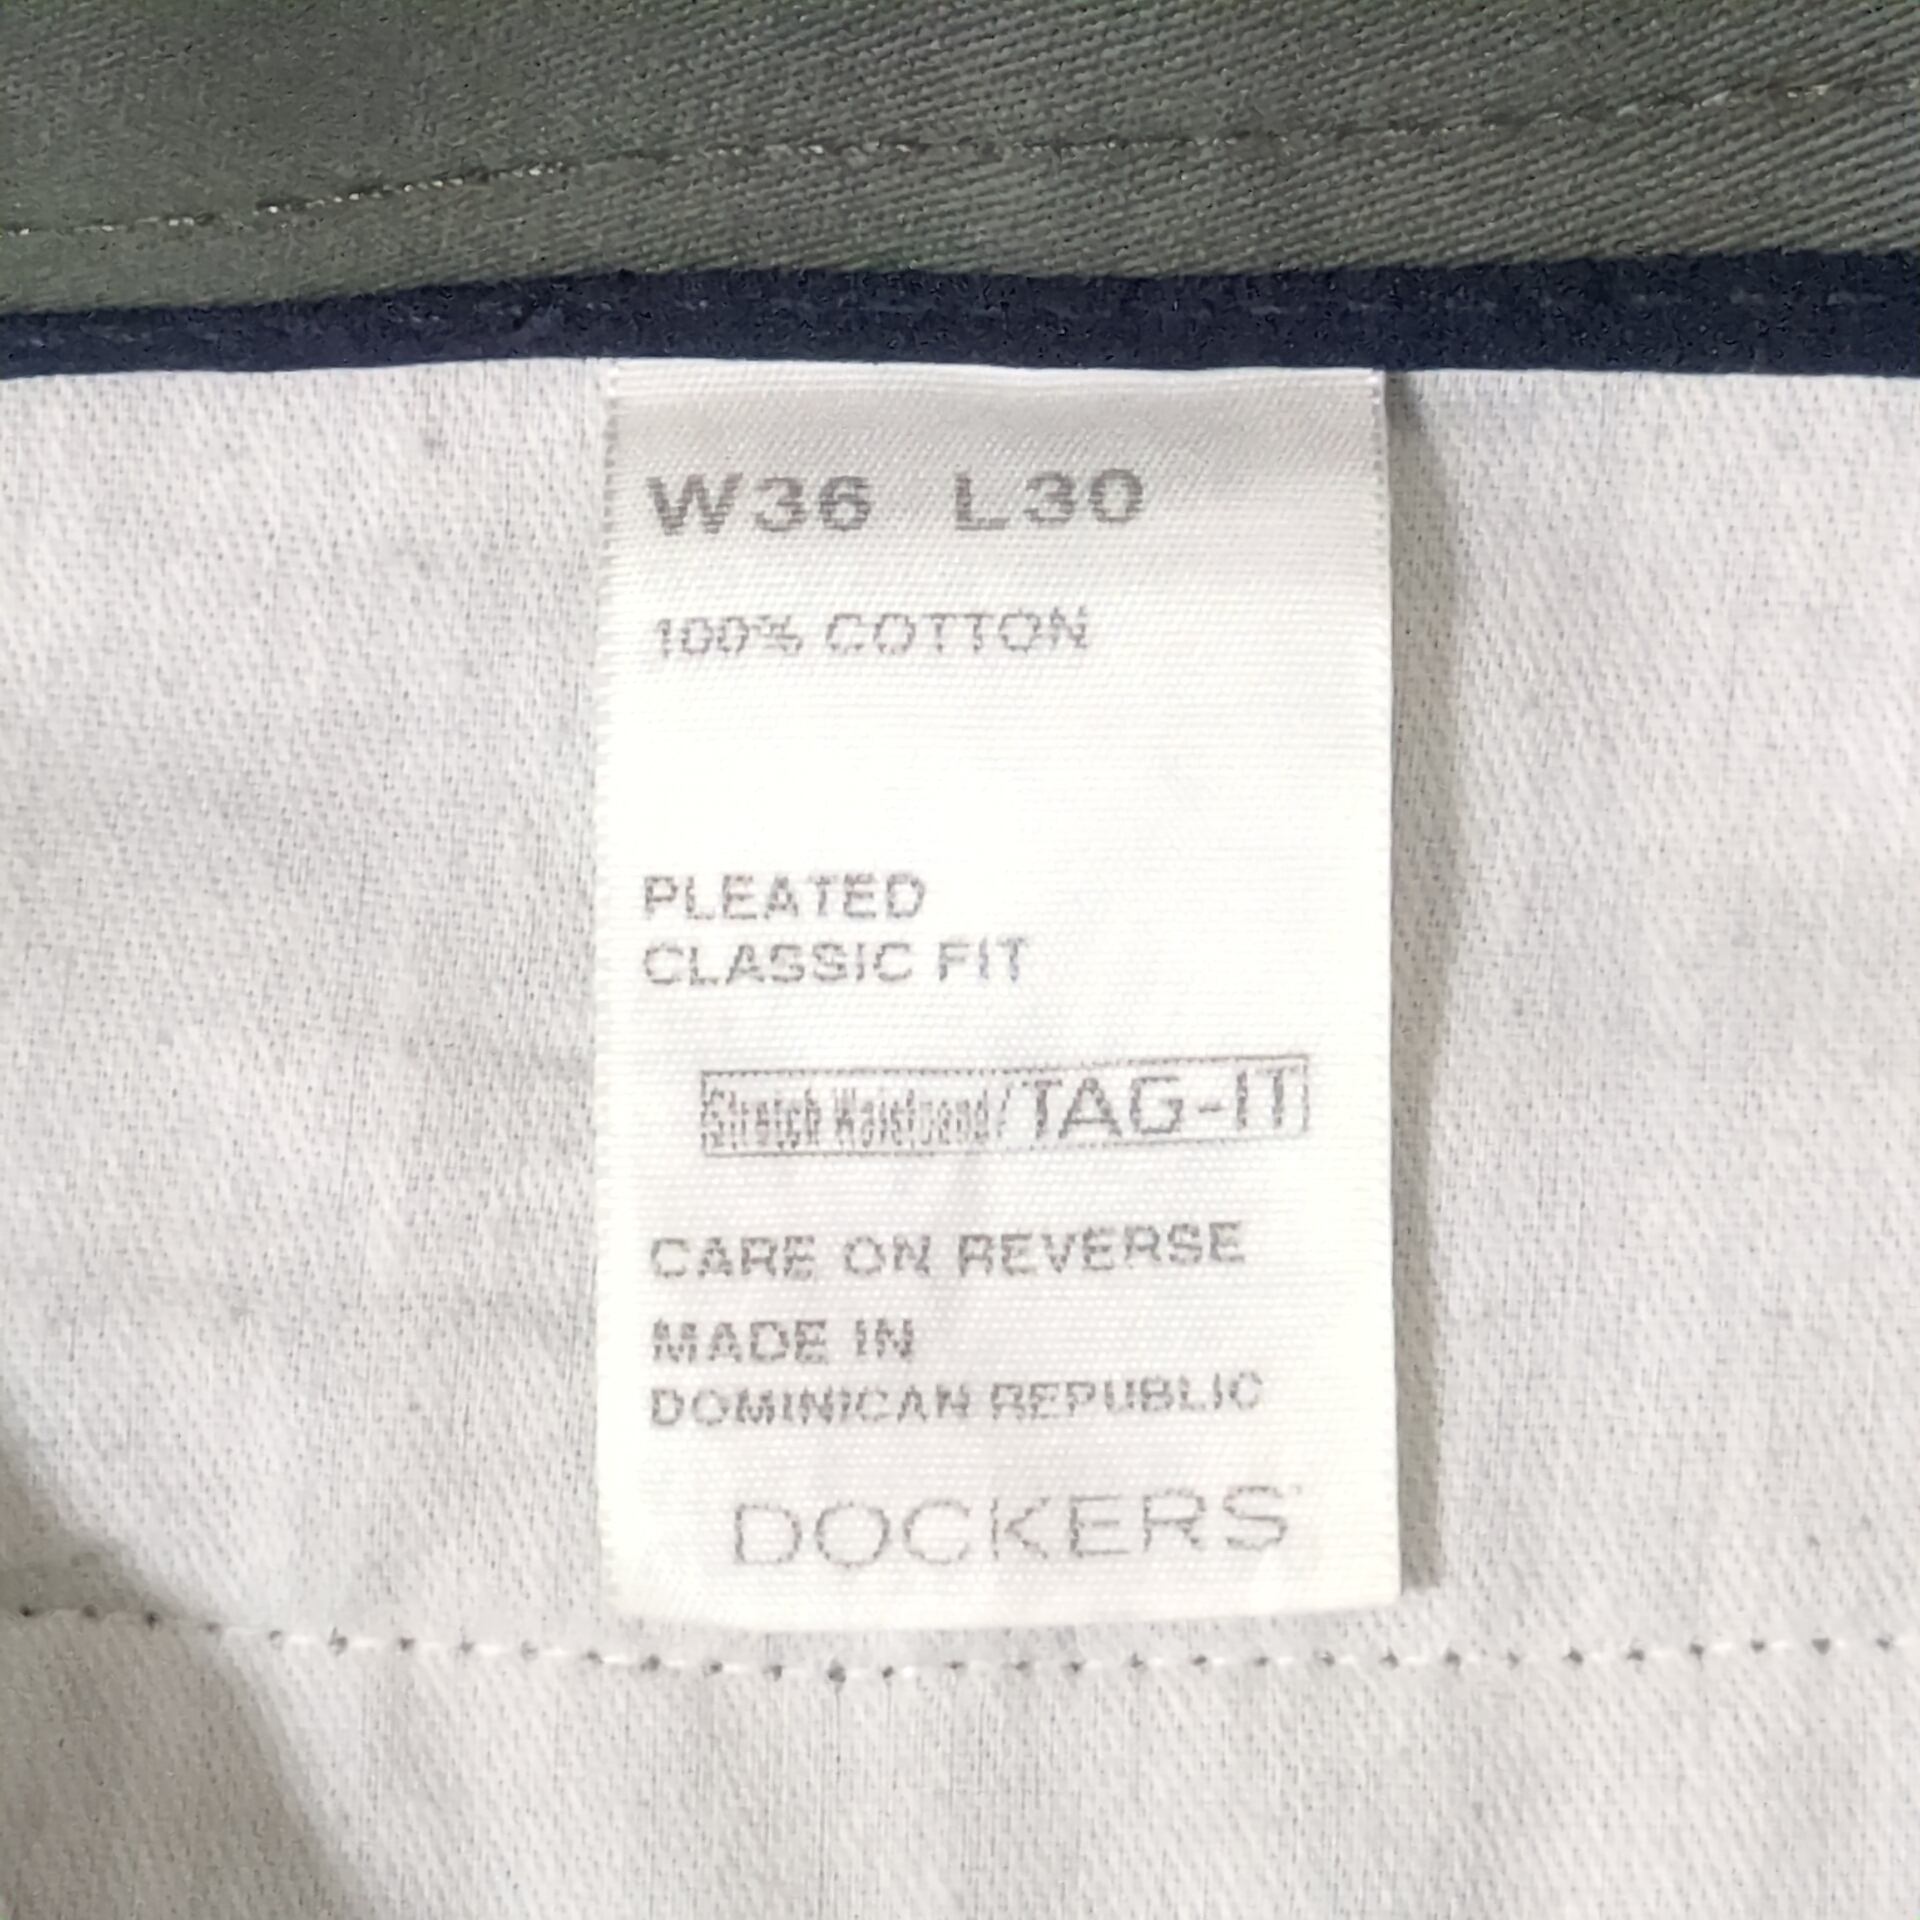 W36 L30
100% COTTON
PLEATED
CLASSIC FIT
Stretch Waistband/TAG-IT
CARE ON REVERSE
MADE IN
DOMINICAN REPUBLIC
DOCKERS